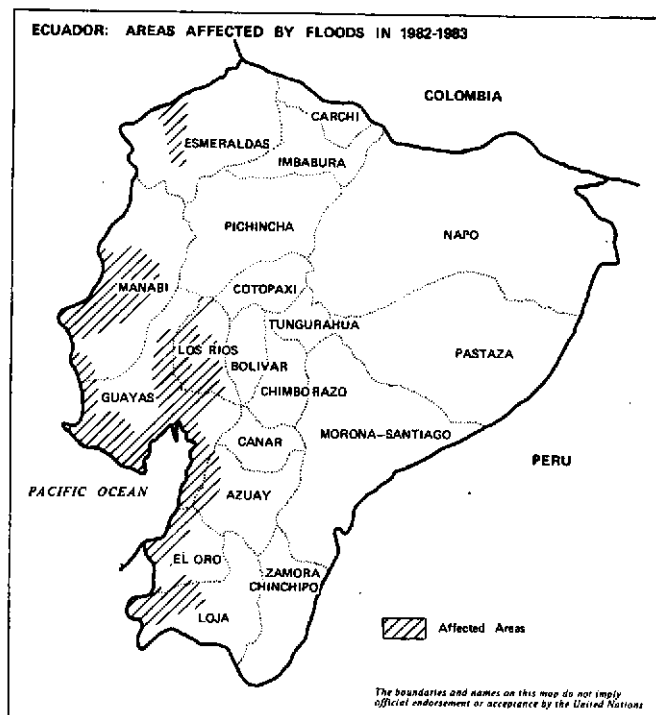 ECUADOR: AREAS AFFECTED BY FLOODS IN 1982-1983
COLOMBIA
CARCHI
ESMERALDAS
IMBABURA
PICHINCHA
NAPO
MANABI
COTOPAXI
TUNGURAHUA
LOS RÍOS
PASTAZA
BOLIVAR
GUAYAS
CHIMBORAZO
MORONA-SANTIAGO
CANAR
PERU
PACIFIC OCEAN
AZUAY
EL ORO
ZAMORA
CHINCHIPO
LOJA
Affected Areas
The boundaries and names on this map do not imply
official endorsement or acceptance by the United Nations